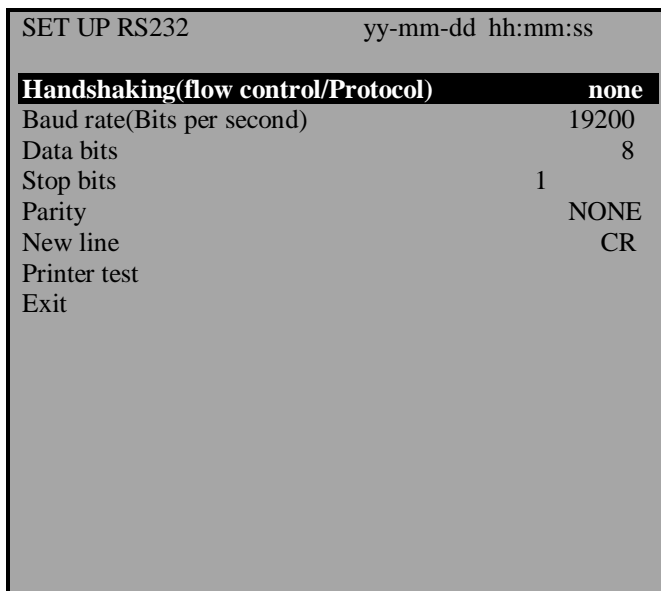 SET UP RS232 yy-mm-dd hh:mm:ss
Handshaking(flow control/Protocol) none
Baud rate(Bits per second) 19200
Data bits 8
Stop bits 1
Parity NONE
New line CR
Printer test
Exit